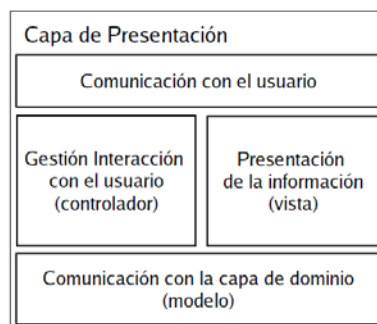 Capa de Presentación
Comunicación con el usuario
Gestión Interacción
con el usuario
(controlador)
Presentación
de la información
(vista)
Comunicación con la capa de dominio
(modelo)